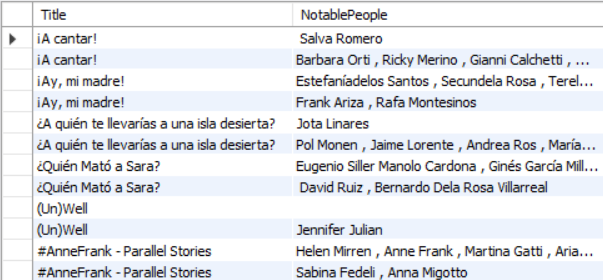 Title NotablePeople
¡A cantar! Salva Romero
¡A cantar! Barbara Orti , Ricky Merino , Gianni Calchetti , ...
¡Ay, mi madre! Estefaníadelos Santos , Secundela Rosa , Terel...
¡Ay, mi madre! Frank Ariza , Rafa Montesinos
¿A quién te llevarías a una isla desierta? Jota Linares
¿A quién te llevarías a una isla desierta? Pol Monen , Jaime Lorente , Andrea Ros , María...
¿Quién Mató a Sara? Eugenio Siller Manolo Cardona , Ginés García Mill...
¿Quién Mató a Sara? David Ruiz , Bernardo Dela Rosa Villarreal
(Un)Well
(Un)Well Jennifer Julian
#AnneFrank - Parallel Stories Helen Mirren , Anne Frank , Martina Gatti , Aria...
#AnneFrank - Parallel Stories Sabina Fedeli , Anna Migotto